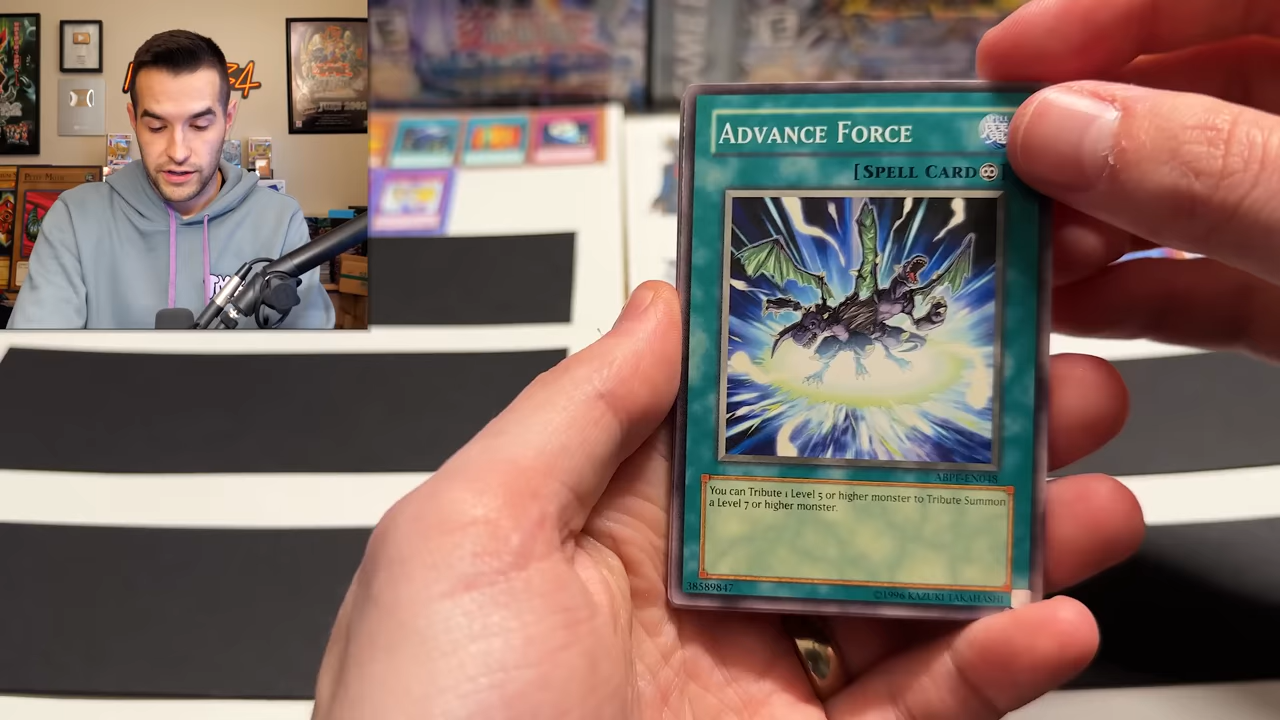 ADVANCE FORCE
[SPELL CARD
ABPF-EN048
You can Tribute 1 Level 5 or higher monster to Tribute Summon
a Level 7 or higher monster.
38589847
©1996 KAZUKI TAKAHASHI